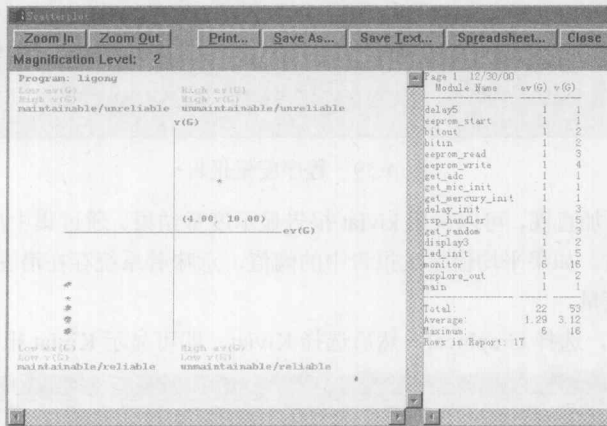 Scatterplot
Zoom In Zoom Out Print... Save As... Save Text... Spreadsheet... Close
Magnification Level: 2
Program: ligong
Low ev(G) High ev(G)
High v(G) High v(G)
maintainable/unreliable unmaintainable/unreliable
v(G)
(4.00, 10.00)
ev(G)
Low ev(G) High ev(G)
Low v(G) Low v(G)
maintainable/reliable unmaintainable/reliable
Page 1 12/30/00
Module Name ev(G) v(G)
delay5 1 1
eeprom_start 1 1
bitout 1 2
bitin 1 2
eeprom_read 1 3
eeprom_write 1 4
get_adc 1 1
get_mic_init 1 1
get_mercury_init 1 1
delay_init 1 3
xsp_handler 1 5
get_random 1 3
display3 1 2
led_init 1 5
monitor 6 16
explore_out 1 2
main 1 1
Total: 22 53
Average: 1.29 3.12
Maximum: 6 16
Rows in Report: 17